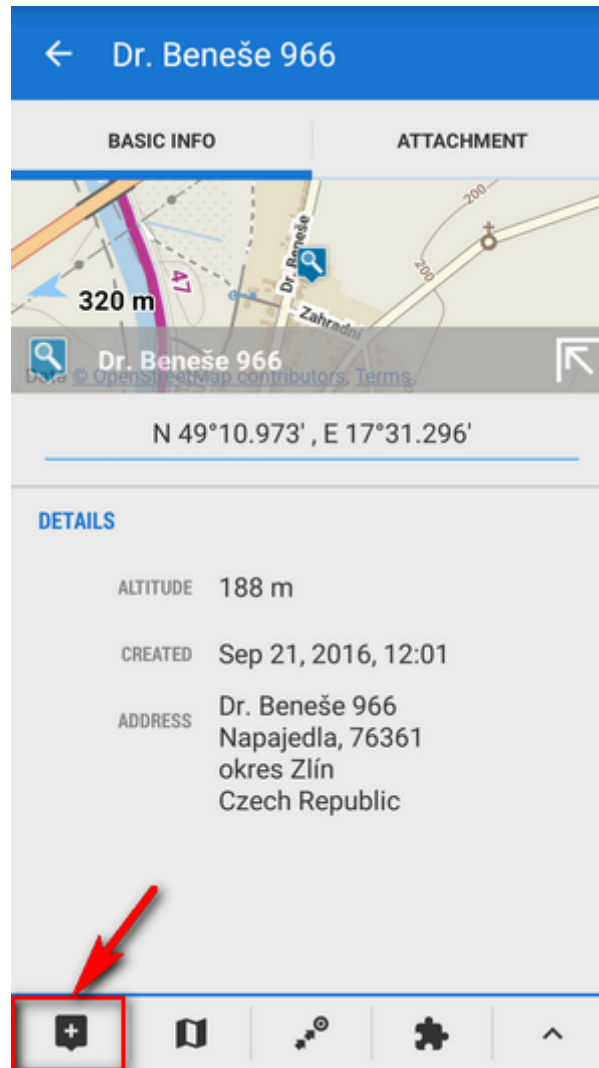 Dr. Beneše 966
BASIC INFO ATTACHMENT
200
Dr. Beneše
47
200
320 m
Zahradní
Dr. Beneše 966
Data © OpenStreetMap contributors, Terms
N 49°10.973' , E 17°31.296'
DETAILS
ALTITUDE 188 m
CREATED Sep 21, 2016, 12:01
ADDRESS Dr. Beneše 966
Napajedla, 76361
okres Zlín
Czech Republic